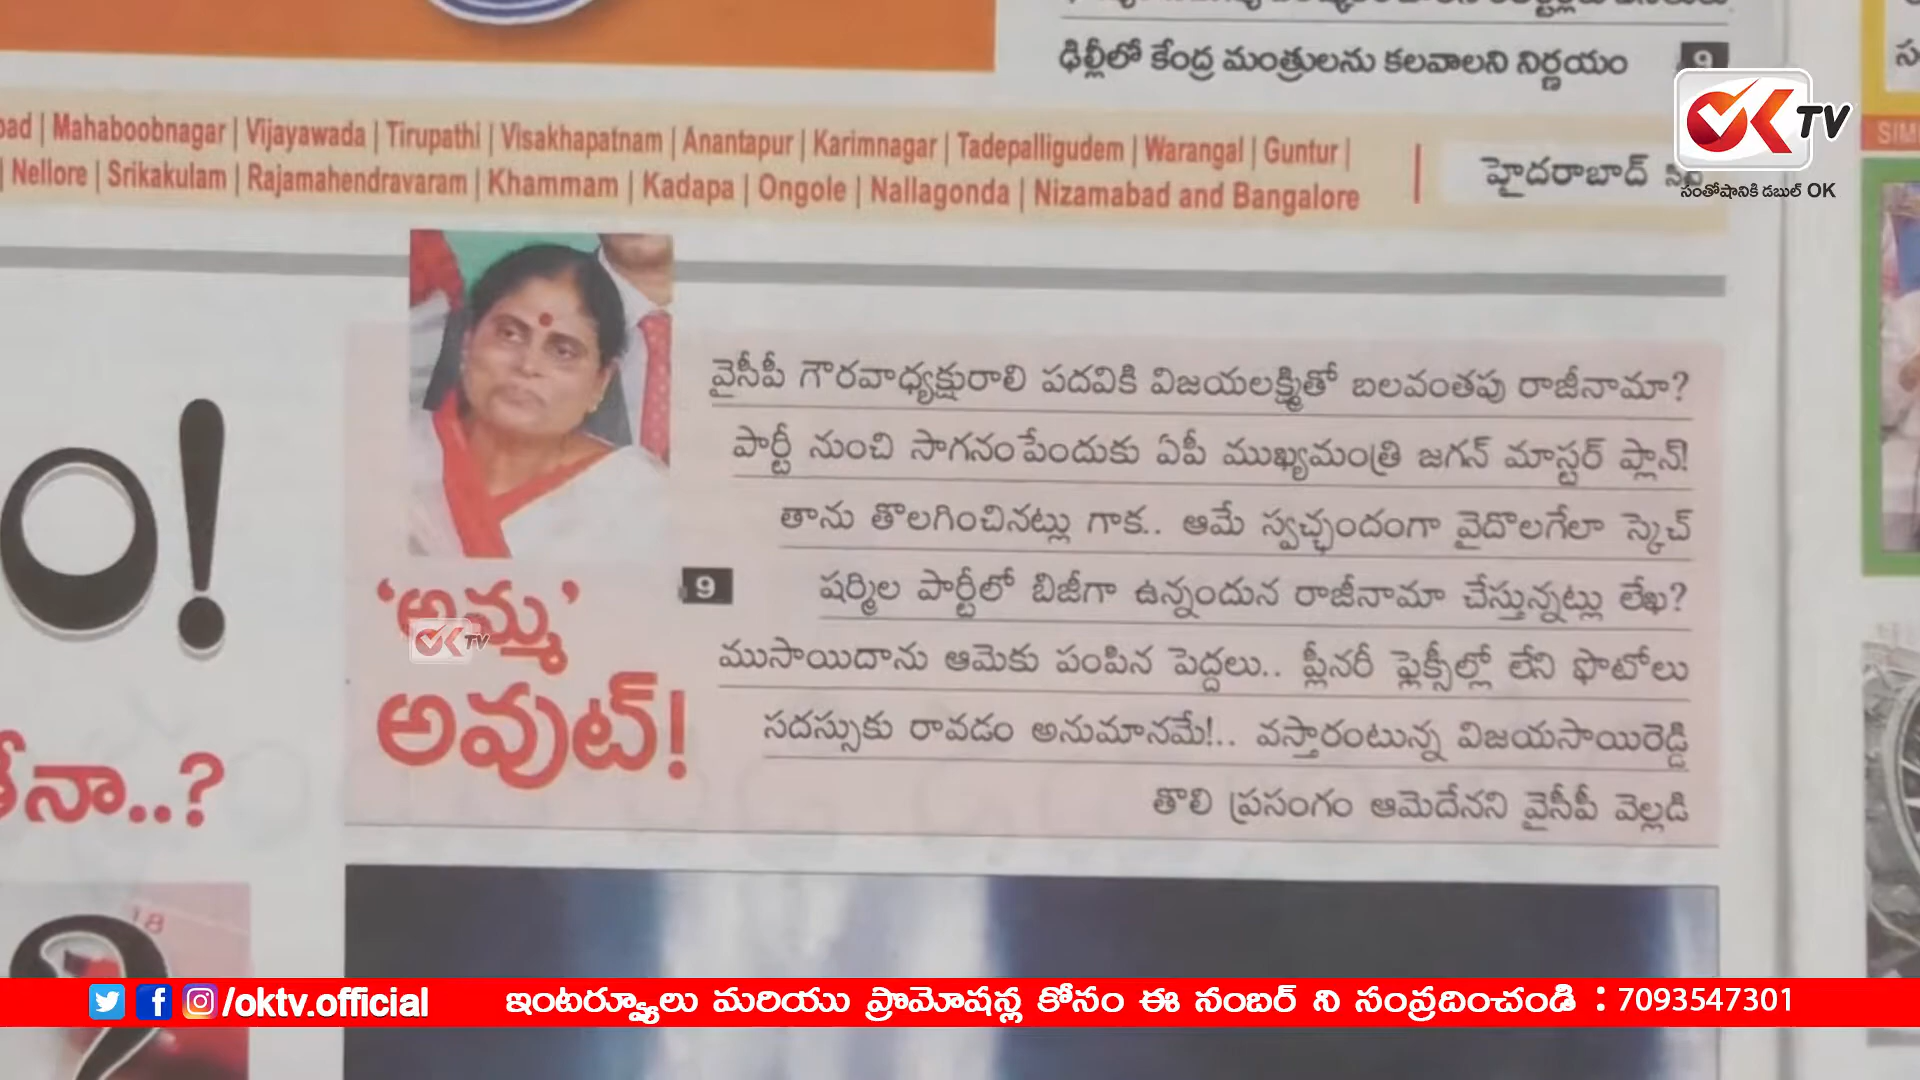 ఢిల్లీలో కేంద్ర మంత్రులను కలవాలని నిర్ణయం 9
OK TV
సంతోషానికి డబుల్ OK
| Mahaboobnagar | Vijayawada | Tirupathi | Visakhapatnam | Anantapur | Karimnagar | Tadepalligudem | Warangal | Guntur |
| Nellore | Srikakulam | Rajamahendravaram | Khammam | Kadapa | Ongole | Nallagonda | Nizamabad and Bangalore
హైదరాబాద్
వైసీపీ గౌరవాధ్యక్షురాలి పదవికి విజయలక్ష్మితో బలవంతపు రాజీనామా?
పార్టీ నుంచి సాగనంపేందుకు ఏపీ ముఖ్యమంత్రి జగన్ మాస్టర్ ప్లాన్!
తాను తొలగించినట్లు గాక.. ఆమే స్వచ్ఛందంగా వైదొలగేలా స్కెచ్
షర్మిల పార్టీలో బిజీగా ఉన్నందున రాజీనామా చేస్తున్నట్లు లేఖ?
ముసాయిదాను ఆమెకు పంపిన పెద్దలు.. ప్లీనరీ ఫ్లెక్సీల్లో లేని ఫొటోలు
సదస్సుకు రావడం అనుమానమే!.. వస్తారంటున్న విజయసాయిరెడ్డి
తొలి ప్రసంగం ఆమెదేనని వైసీపీ వెల్లడి
9
'అమ్మ'
అవుట్!
OK TV
/oktv.official
ఇంటర్వ్యూలు మరియు ప్రొమోషన్ల కోసం ఈ నంబర్ ని సంప్రదించండి : 7093547301